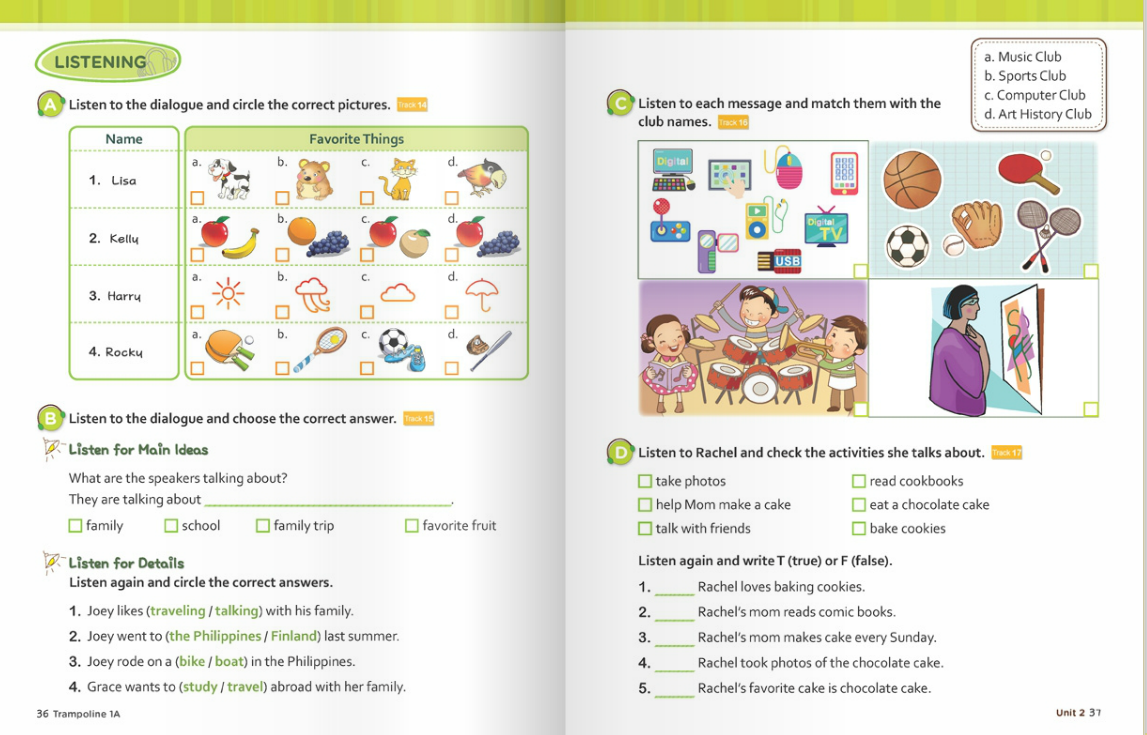 LISTENING
A Listen to the dialogue and circle the correct pictures. Track 14
Name Favorite Things
1. Lisa a. b. c. d.
2. Kelly a. b. c. d.
3. Harry a. b. c. d.
4. Rocky a. b. c. d.
B Listen to the dialogue and choose the correct answer. Track 15
Listen for Main Ideas
What are the speakers talking about?
They are talking about ______________.
family school family trip favorite fruit
Listen for Details
Listen again and circle the correct answers.
1. Joey likes (traveling / talking) with his family.
2. Joey went to (the Philippines / Finland) last summer.
3. Joey rode on a (bike / boat) in the Philippines.
4. Grace wants to (study / travel) abroad with her family.
36 Trampoline 1A
a. Music Club
b. Sports Club
c. Computer Club
d. Art History Club
C Listen to each message and match them with the
club names. Track 16
Digital
Digital
TV
USB
D Listen to Rachel and check the activities she talks about. Track 17
take photos read cookbooks
help Mom make a cake eat a chocolate cake
talk with friends bake cookies
Listen again and write T (true) or F (false).
1. _____ Rachel loves baking cookies.
2. _____ Rachel's mom reads comic books.
3. _____ Rachel's mom makes cake every Sunday.
4. _____ Rachel took photos of the chocolate cake.
5. _____ Rachel's favorite cake is chocolate cake.
Unit 2 37